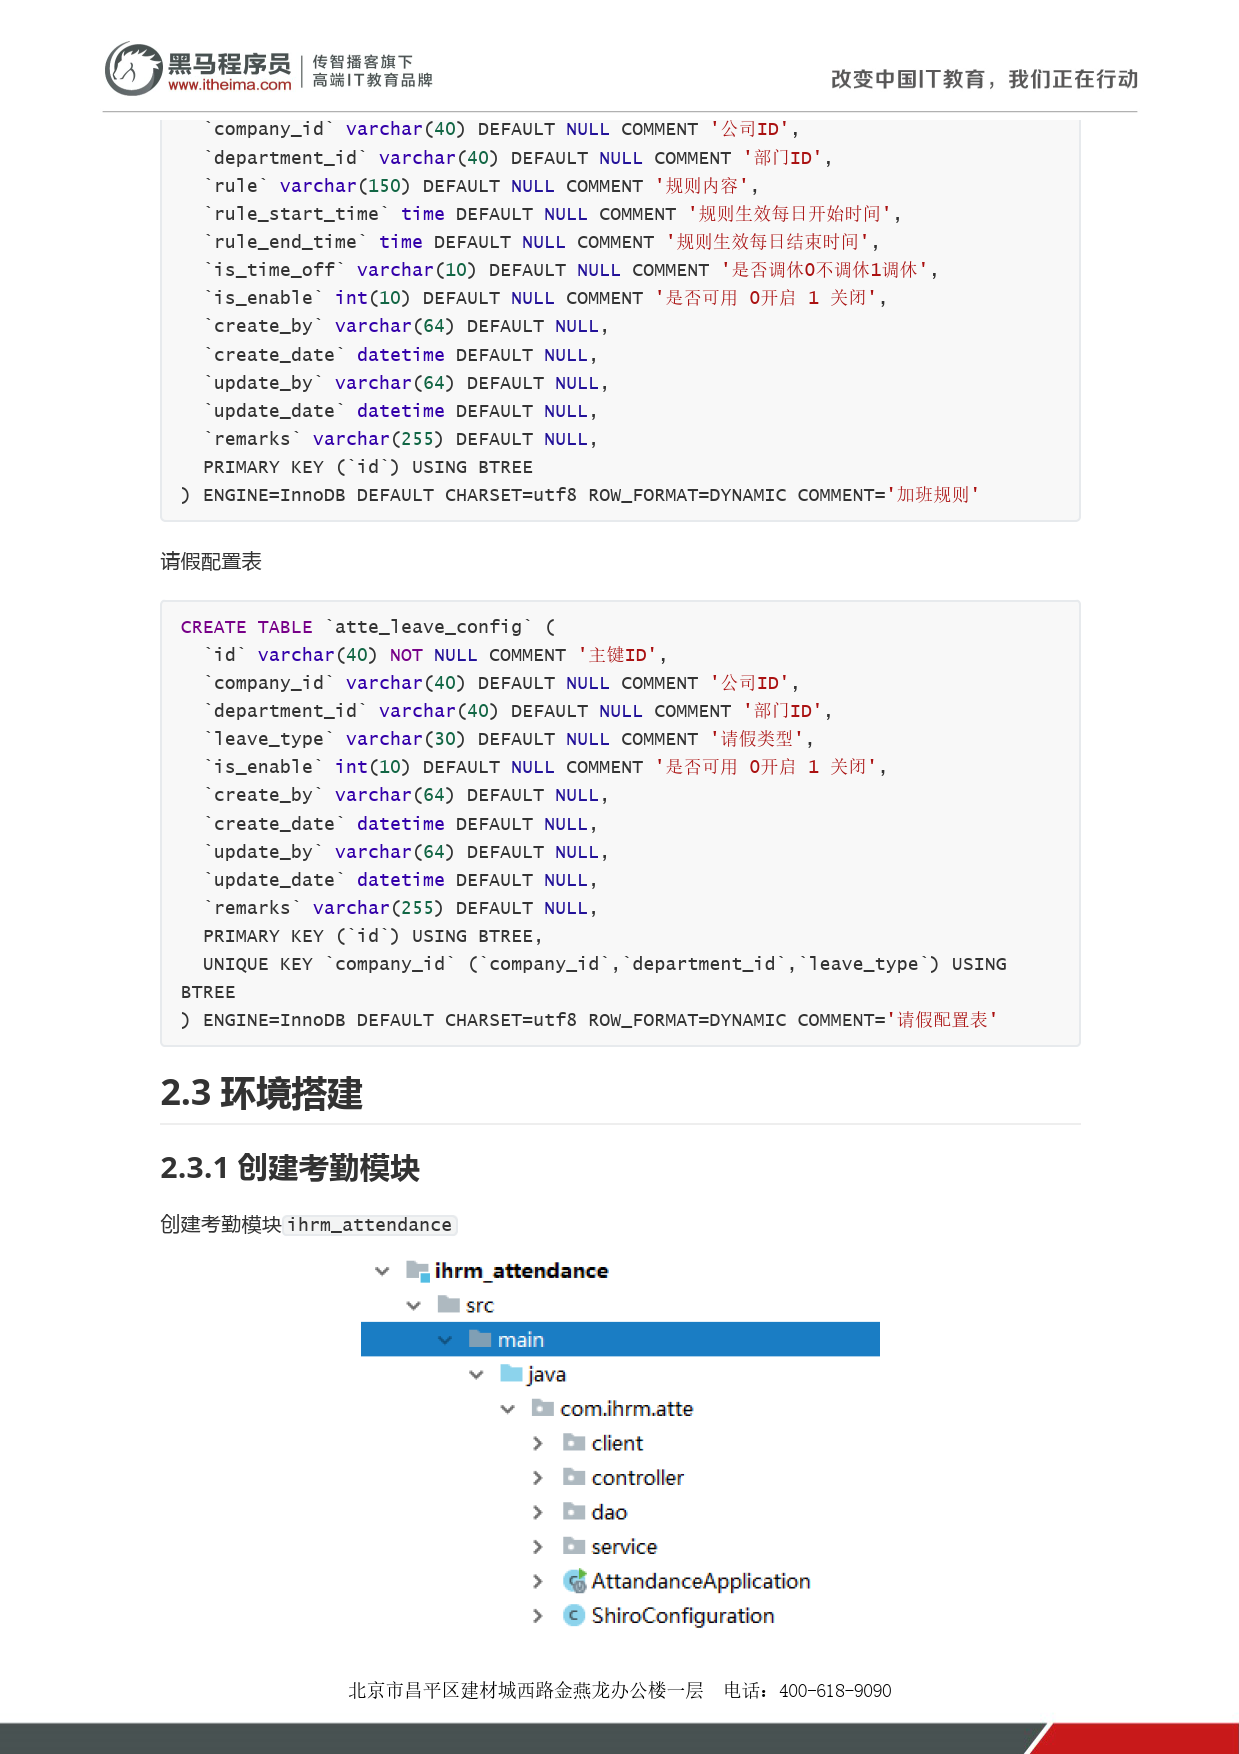 黑马程序员
www.itheima.com
传智播客旗下
高端IT教育品牌
改变中国IT教育，我们正在行动
`company_id` varchar(40) DEFAULT NULL COMMENT '公司ID',
`department_id` varchar(40) DEFAULT NULL COMMENT '部门ID',
`rule` varchar(150) DEFAULT NULL COMMENT '规则内容',
`rule_start_time` time DEFAULT NULL COMMENT '规则生效每日开始时间',
`rule_end_time` time DEFAULT NULL COMMENT '规则生效每日结束时间',
`is_time_off` varchar(10) DEFAULT NULL COMMENT '是否调休0不调休1调休',
`is_enable` int(10) DEFAULT NULL COMMENT '是否可用 0开启 1 关闭',
`create_by` varchar(64) DEFAULT NULL,
`create_date` datetime DEFAULT NULL,
`update_by` varchar(64) DEFAULT NULL,
`update_date` datetime DEFAULT NULL,
`remarks` varchar(255) DEFAULT NULL,
PRIMARY KEY (`id`) USING BTREE
) ENGINE=InnoDB DEFAULT CHARSET=utf8 ROW_FORMAT=DYNAMIC COMMENT='加班规则'
请假配置表
CREATE TABLE `atte_leave_config` (
`id` varchar(40) NOT NULL COMMENT '主键ID',
`company_id` varchar(40) DEFAULT NULL COMMENT '公司ID',
`department_id` varchar(40) DEFAULT NULL COMMENT '部门ID',
`leave_type` varchar(30) DEFAULT NULL COMMENT '请假类型',
`is_enable` int(10) DEFAULT NULL COMMENT '是否可用 0开启 1 关闭',
`create_by` varchar(64) DEFAULT NULL,
`create_date` datetime DEFAULT NULL,
`update_by` varchar(64) DEFAULT NULL,
`update_date` datetime DEFAULT NULL,
`remarks` varchar(255) DEFAULT NULL,
PRIMARY KEY (`id`) USING BTREE,
UNIQUE KEY `company_id` (`company_id`,`department_id`,`leave_type`) USING
BTREE
) ENGINE=InnoDB DEFAULT CHARSET=utf8 ROW_FORMAT=DYNAMIC COMMENT='请假配置表'
2.3 环境搭建
2.3.1 创建考勤模块
创建考勤模块ihrm_attendance
ihrm_attendance
src
main
java
com.ihrm.atte
client
controller
dao
service
AttandanceApplication
ShiroConfiguration
北京市昌平区建材城西路金燕龙办公楼一层 电话：400-618-9090